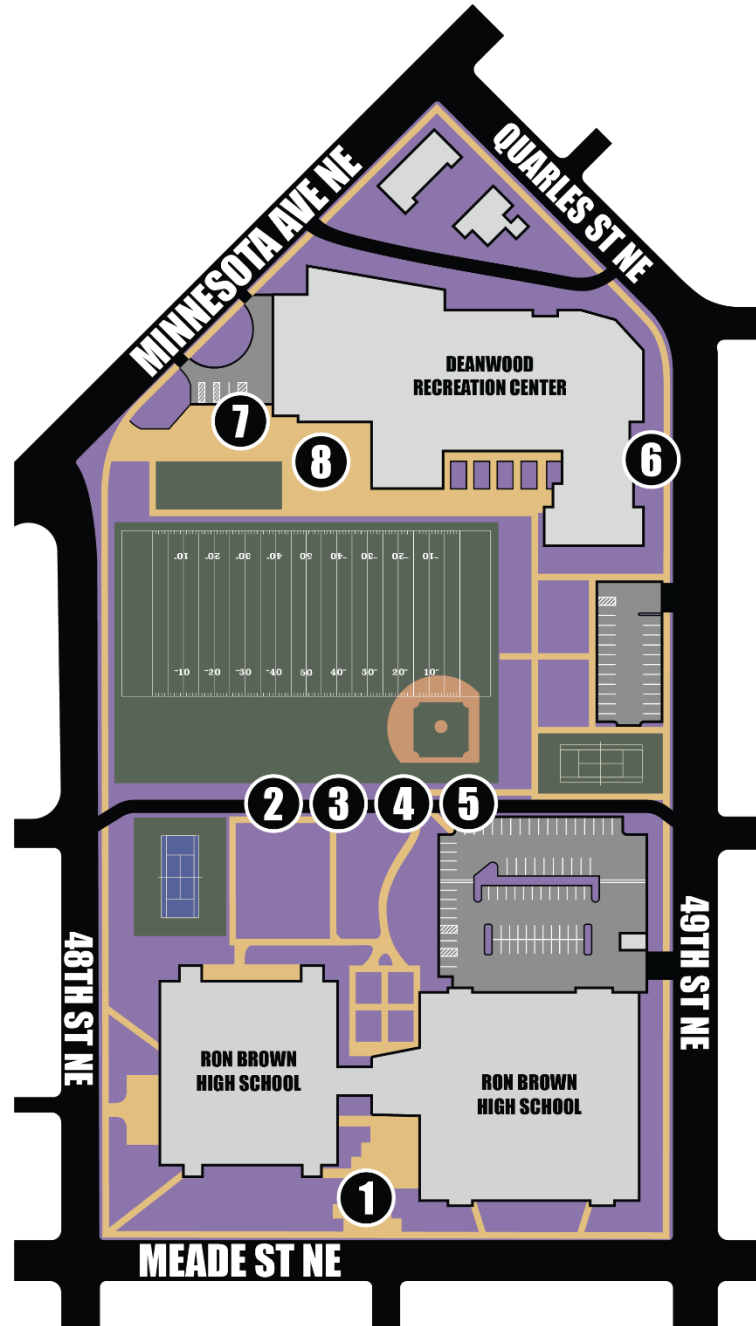 QUARLES ST NE
MINNESOTA AVE NE
DEANWOOD
RECREATION CENTER
7
8
6
10 20 30 40 50 40 30 20 10
10 20 30 40 50 40 30 20 10
2
3
4
5
48TH ST NE
49TH ST NE
RON BROWN
HIGH SCHOOL
RON BROWN
HIGH SCHOOL
1
MEADE ST NE